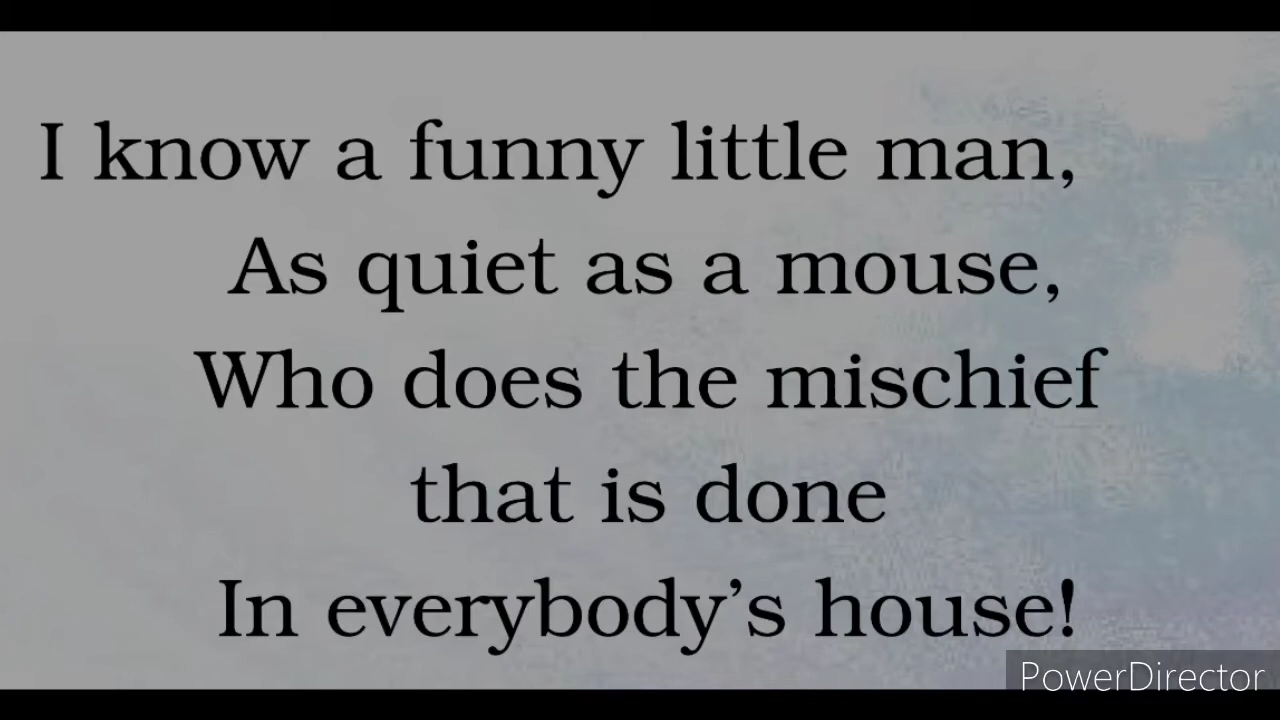 I know a funny little man,
As quiet as a mouse,
Who does the mischief
that is done
In everybody’s house!
PowerDirector